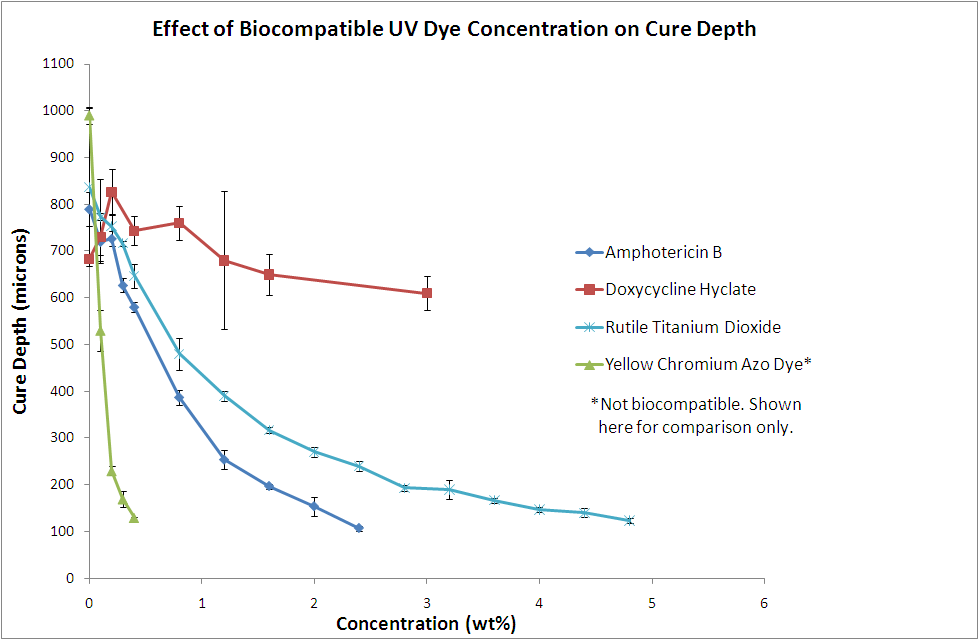 Effect of Biocompatible UV Dye Concentration on Cure Depth
1100
1000
900
800
700
600
500
400
300
200
100
0
Cure Depth (microns)
0 1 2 3 4 5 6
Concentration (wt%)
Amphotericin B
Doxycycline Hyclate
Rutile Titanium Dioxide
Yellow Chromium Azo Dye*
*Not biocompatible. Shown
here for comparison only.